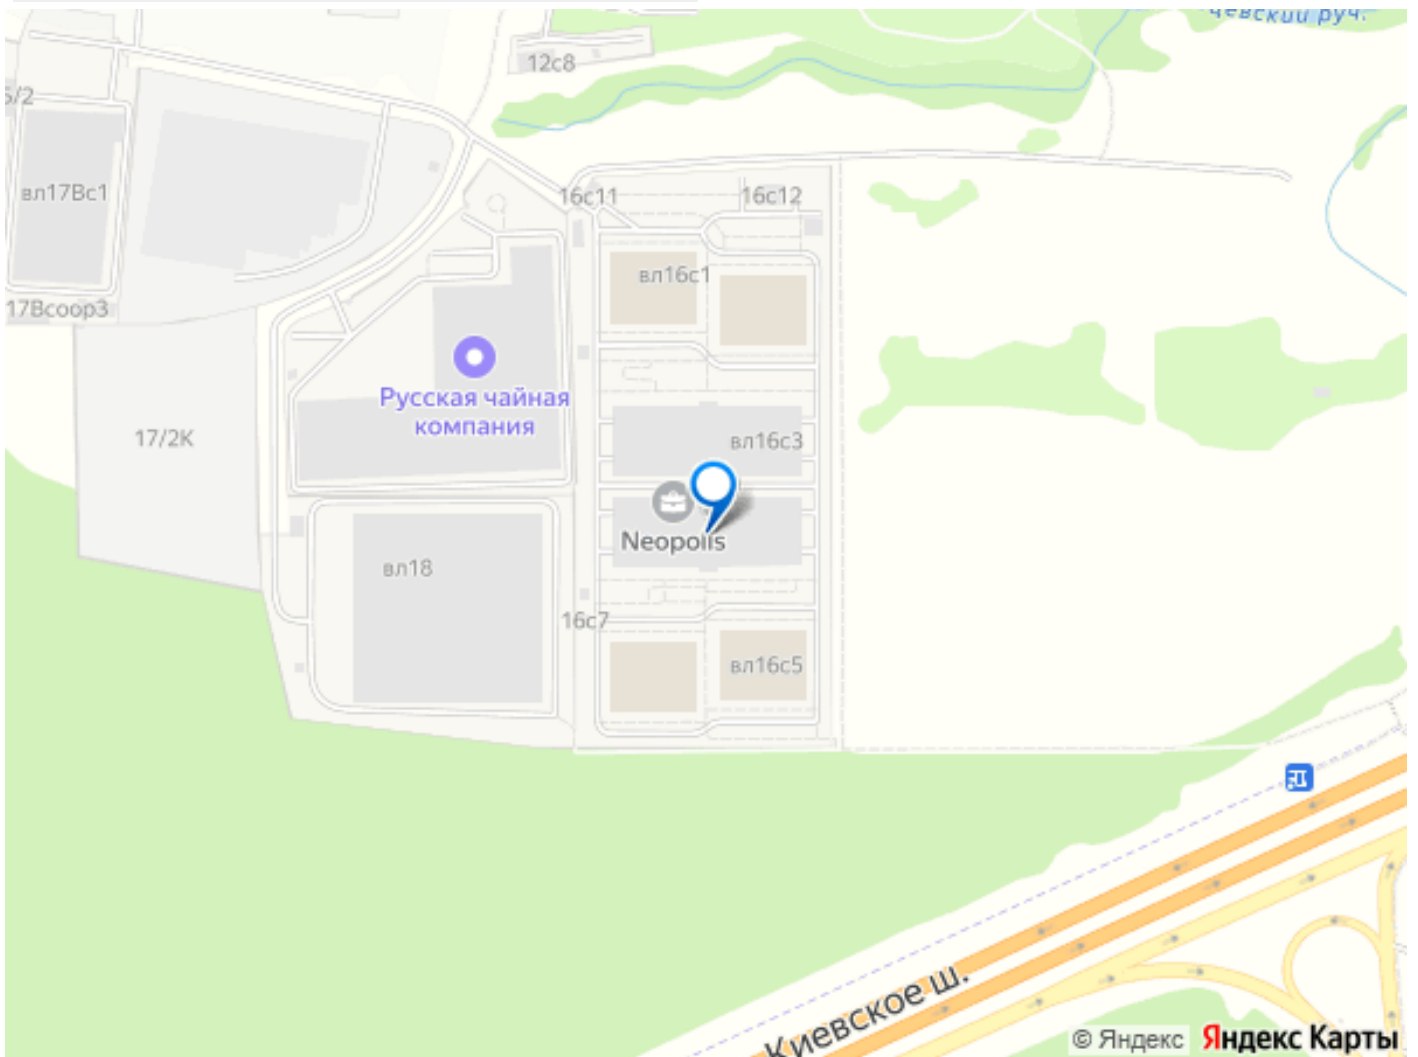 чевский руч.
12с8
5/2
вл17Вс1
16с11
16с12
вл16с1
17Всоор3
Русская чайная
компания
17/2К
вл16с3
Neopolis
вл18
16с7
вл16с5
Киевское ш.
© Яндекс Яндекс Карты